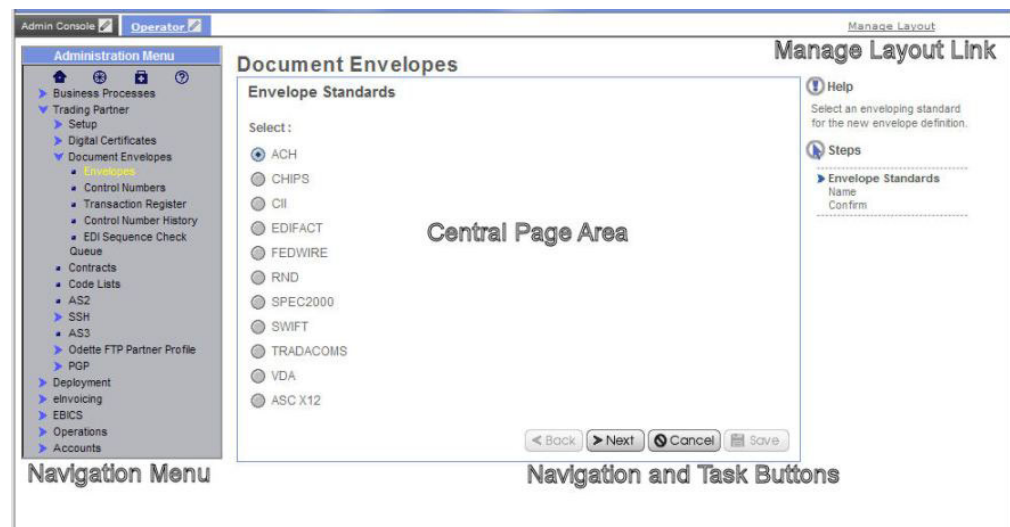 Admin Console
Operator
Manage Layout
Manage Layout Link
Administration Menu
Business Processes
Trading Partner
Setup
Digital Certificates
Document Envelopes
Envelopes
Control Numbers
Transaction Register
Control Number History
EDI Sequence Check
Queue
Contracts
Code Lists
AS2
SSH
AS3
Odette FTP Partner Profile
PGP
Deployment
eInvoicing
EBICS
Operations
Accounts
Navigation Menu
Document Envelopes
Envelope Standards
Select :
ACH
CHIPS
CII
EDIFACT
FEDWIRE
RND
SPEC2000
SWIFT
TRADACOMS
VDA
ASC X12
Central Page Area
Back
Next
Cancel
Save
Navigation and Task Buttons
Help
Select an enveloping standard
for the new envelope definition.
Steps
Envelope Standards
Name
Confirm